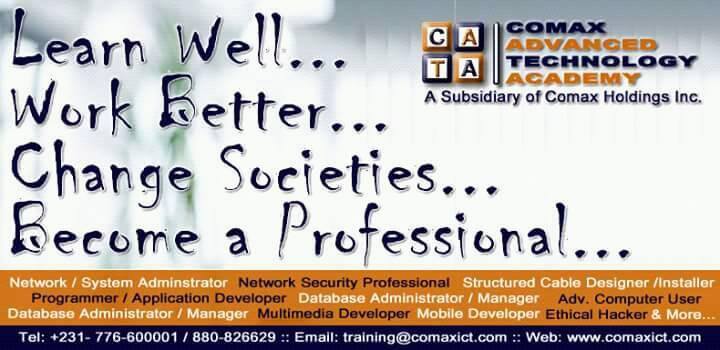 Learn Well...
Work Better...
Change Societies...
Become a Professional...
C A
T A
COMAX
ADVANCED
TECHNOLOGY
ACADEMY
A Subsidiary of Comax Holdings Inc.
Network / System Adminstrator Network Security Professional Structured Cable Designer /Installer
Programmer / Application Developer Database Administrator / Manager Adv. Computer User
Database Administrator / Manager Multimedia Developer Mobile Developer Ethical Hacker & More...
Tel: +231- 776-600001 / 880-826629 :: Email: training@comaxict.com :: Web: www.comaxict.com